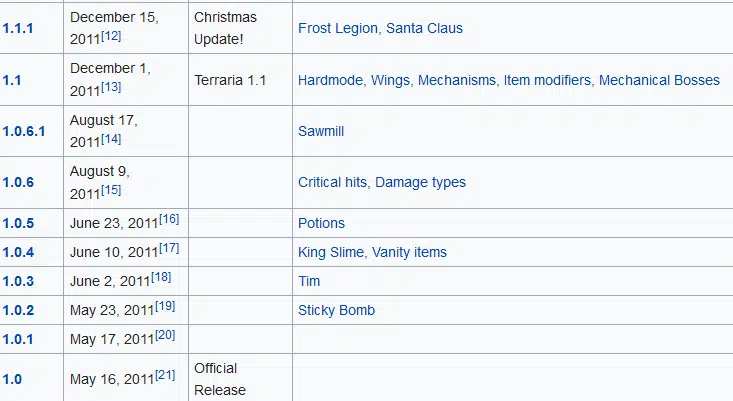 1.1.1 December 15, 2011[12] Christmas Update! Frost Legion, Santa Claus
1.1 December 1, 2011[13] Terraria 1.1 Hardmode, Wings, Mechanisms, Item modifiers, Mechanical Bosses
1.0.6.1 August 17, 2011[14] Sawmill
1.0.6 August 9, 2011[15] Critical hits, Damage types
1.0.5 June 23, 2011[16] Potions
1.0.4 June 10, 2011[17] King Slime, Vanity items
1.0.3 June 2, 2011[18] Tim
1.0.2 May 23, 2011[19] Sticky Bomb
1.0.1 May 17, 2011[20]
1.0 May 16, 2011[21] Official Release